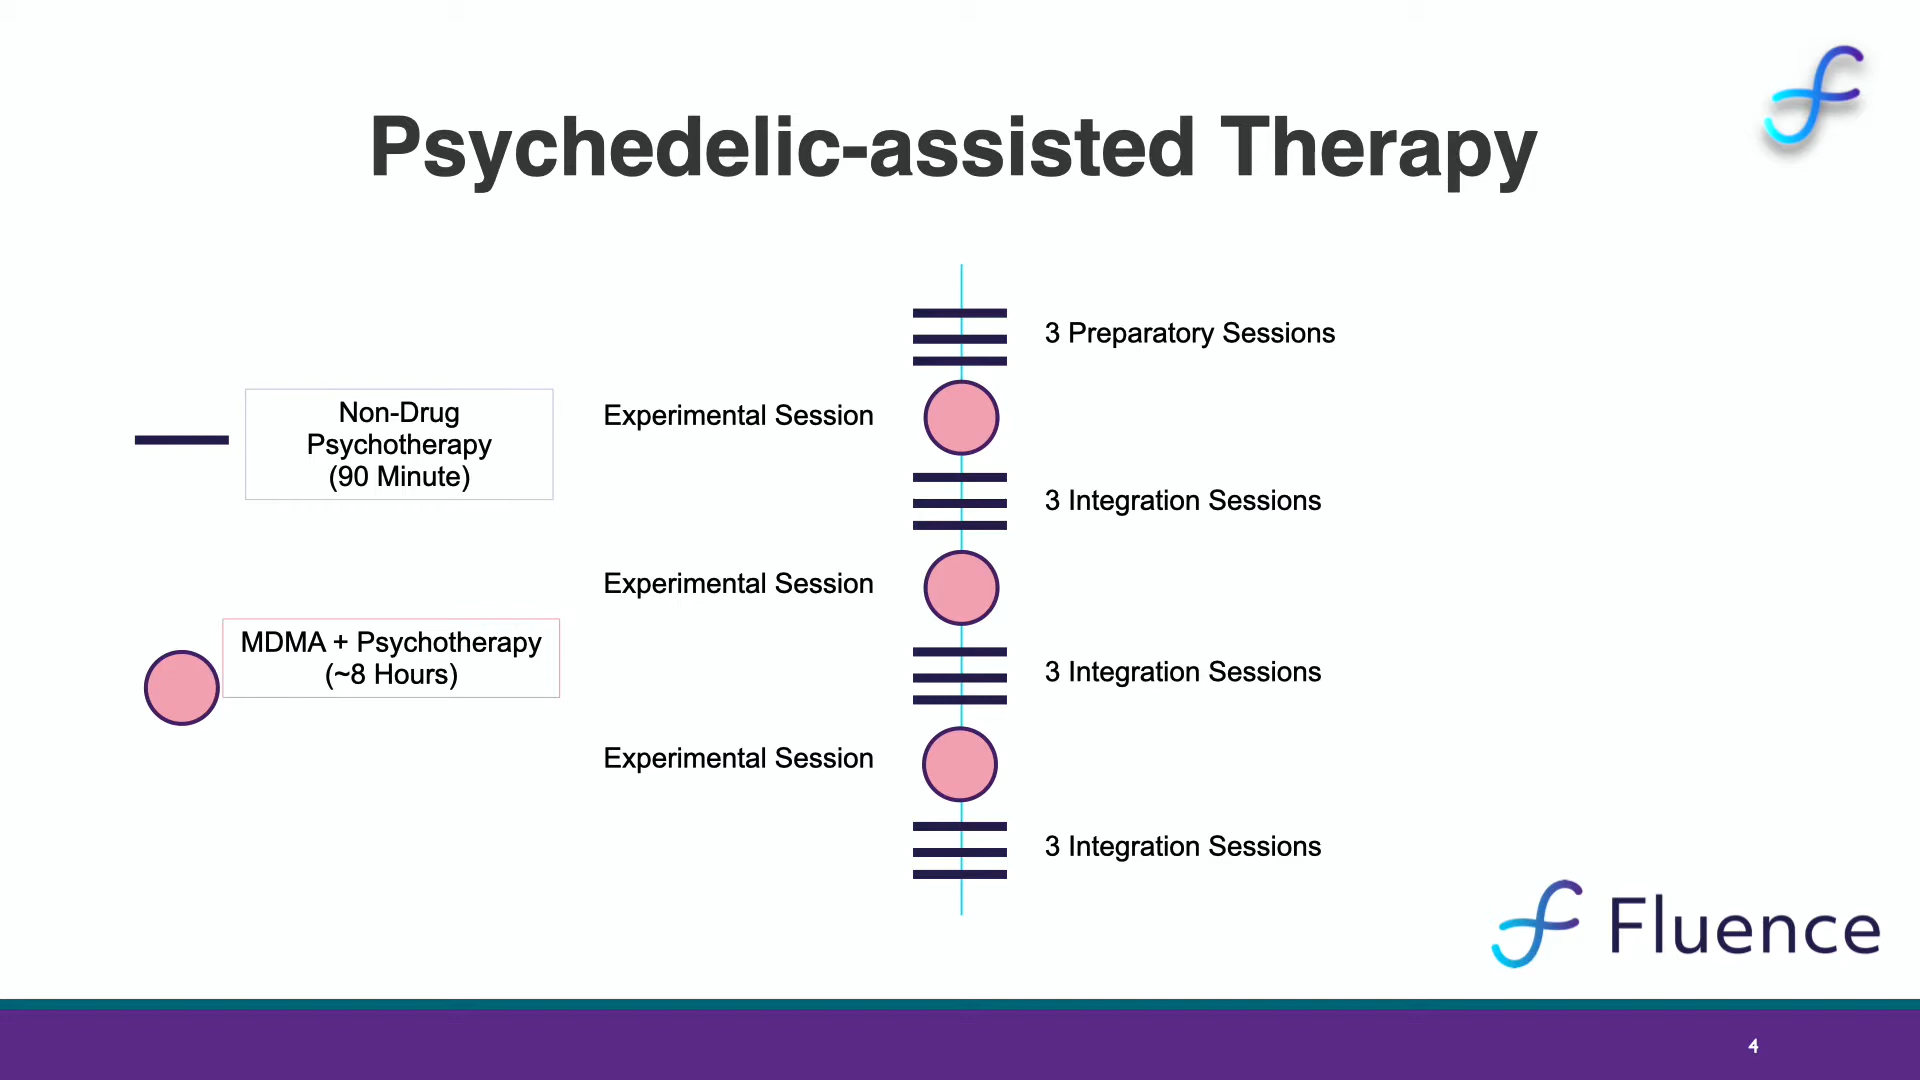 Psychedelic-assisted Therapy
3 Preparatory Sessions
Non-Drug
Psychotherapy
(90 Minute)
Experimental Session
3 Integration Sessions
Experimental Session
MDMA + Psychotherapy
(~8 Hours)
3 Integration Sessions
Experimental Session
3 Integration Sessions
Fluence
4